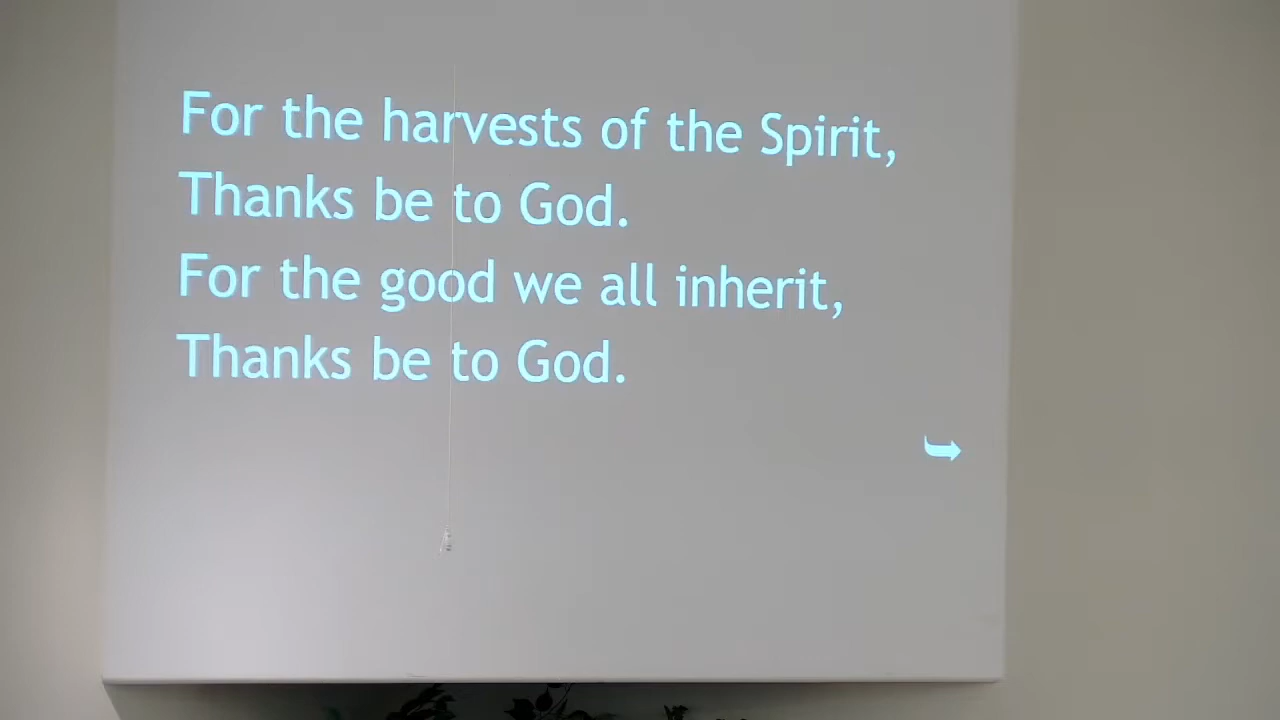 For the harvests of the Spirit,
Thanks be to God.
For the good we all inherit,
Thanks be to God.